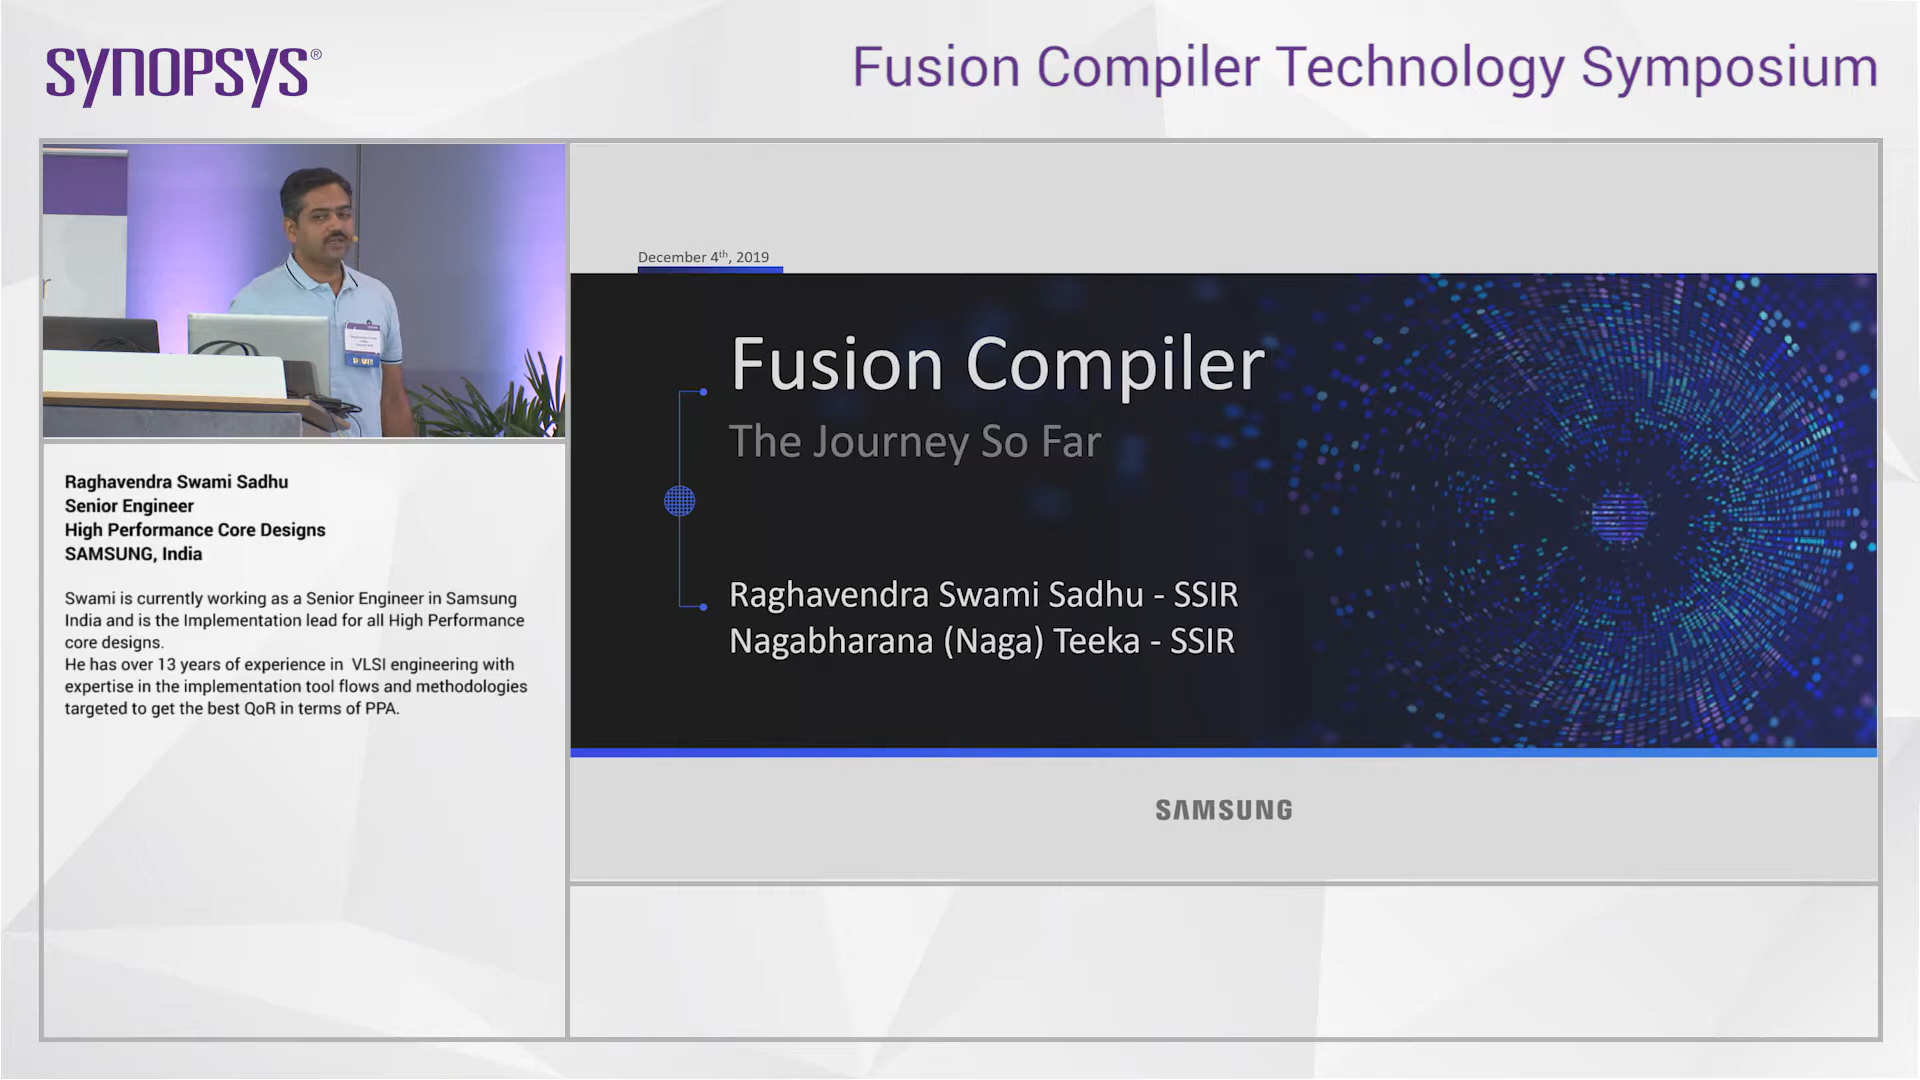 SYNOPSYS®
Fusion Compiler Technology Symposium
December 4th, 2019
Fusion Compiler
The Journey So Far
Raghavendra Swami Sadhu - SSIR
Nagabharana (Naga) Teeka - SSIR
SAMSUNG
Raghavendra Swami Sadhu
Senior Engineer
High Performance Core Designs
SAMSUNG, India
Swami is currently working as a Senior Engineer in Samsung
India and is the Implementation lead for all High Performance
core designs.
He has over 13 years of experience in VLSI engineering with
expertise in the implementation tool flows and methodologies
targeted to get the best QoR in terms of PPA.